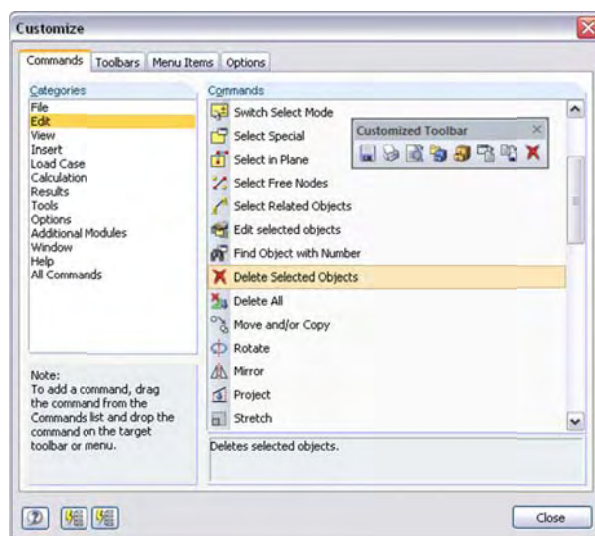 Customize
Commands
Toolbars
Menu Items
Options
Categories
File
Edit
View
Insert
Load Case
Calculation
Results
Tools
Options
Additional Modules
Window
Help
All Commands
Note:
To add a command, drag
the command from the
Commands list and drop the
command on the target
toolbar or menu.
Commands
Switch Select Mode
Select Special
Select in Plane
Select Free Nodes
Select Related Objects
Edit selected objects
Find Object with Number
Delete Selected Objects
Delete All
Move and/or Copy
Rotate
Mirror
Project
Stretch
Customized Toolbar
Deletes selected objects.
Close